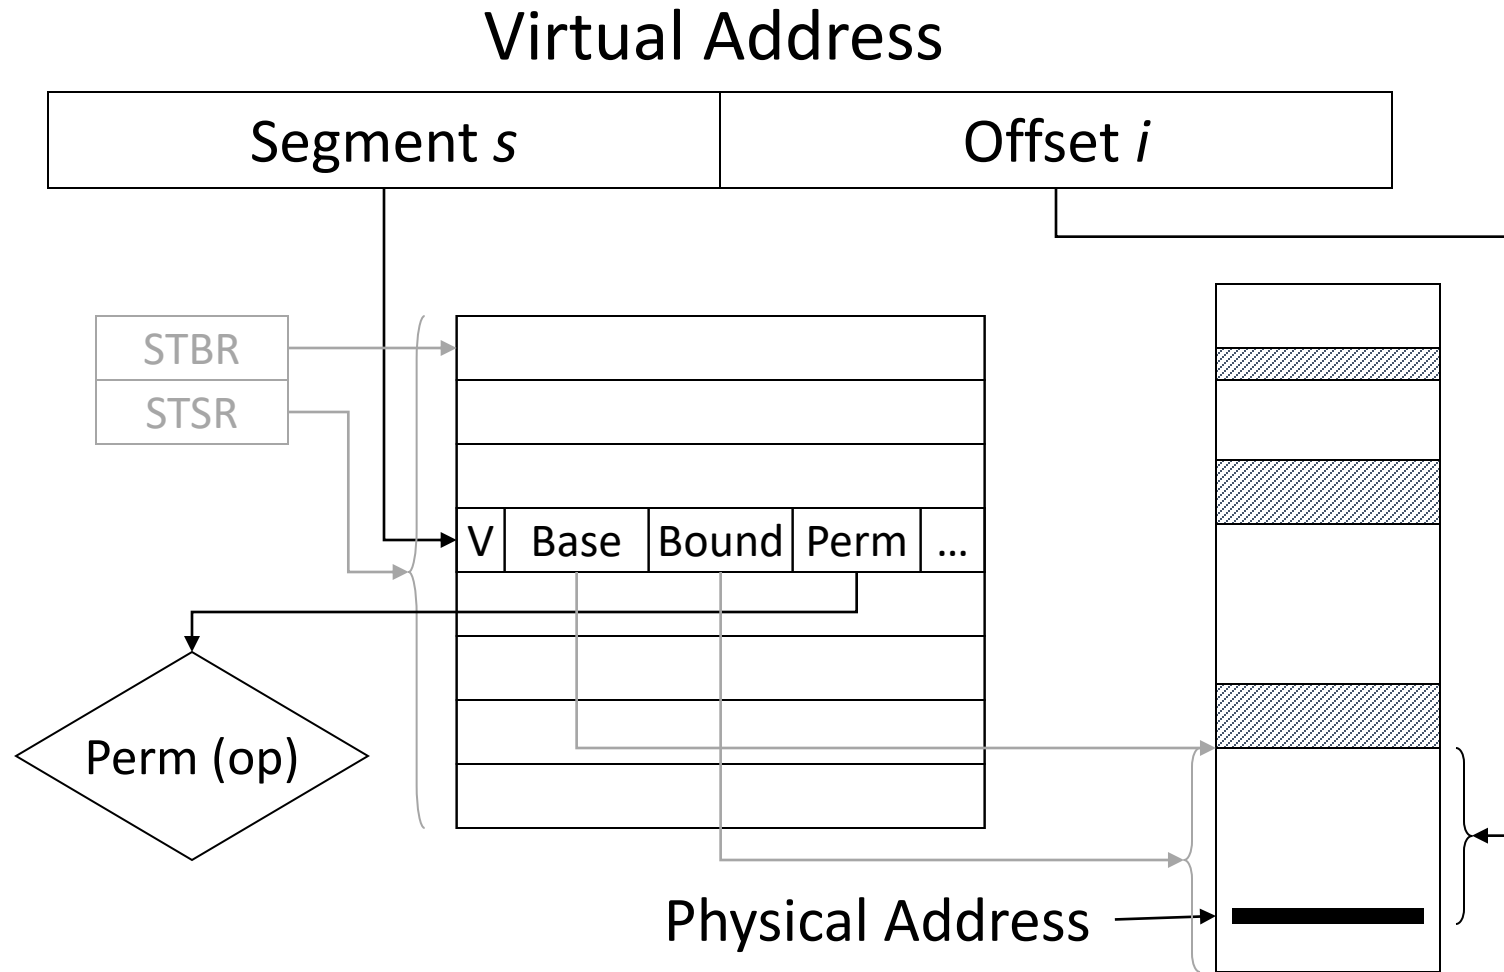 Virtual Address
Segment s
Offset i
STBR
STSR
V
Base
Bound
Perm
...
Perm (op)
Physical Address